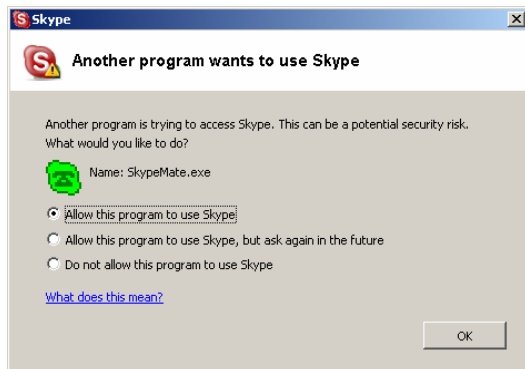 Skype
Another program wants to use Skype
Another program is trying to access Skype. This can be a potential security risk.
What would you like to do?
Name: SkypeMate.exe
Allow this program to use Skype
Allow this program to use Skype, but ask again in the future
Do not allow this program to use Skype
What does this mean?
OK